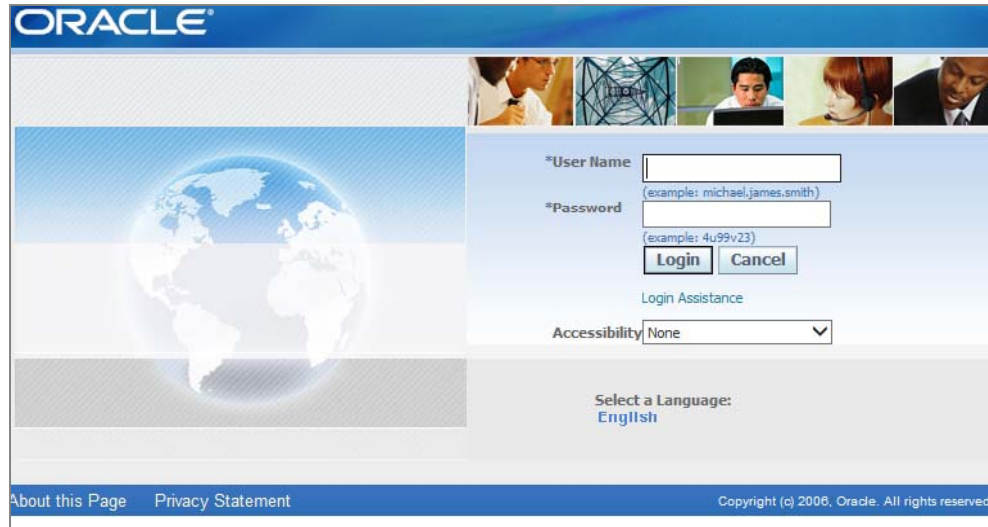 ORACLE®
*User Name
(example: michael.james.smith)
*Password
(example: 4u99v23)
Login Cancel
Login Assistance
Accessibility None
Select a Language:
English
About this Page Privacy Statement
Copyright (c) 2006, Oracle. All rights reserved